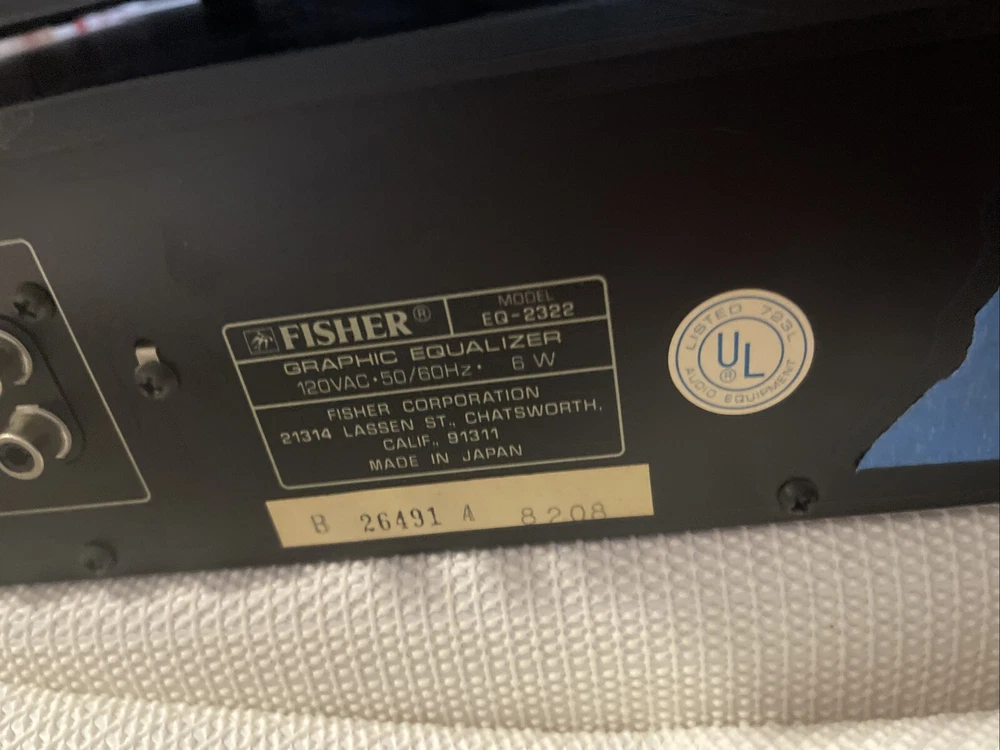 FISHER®
MODEL
EQ-2322
GRAPHIC EQUALIZER
120VAC·50/60Hz· 6 W
FISHER CORPORATION
21314 LASSEN ST., CHATSWORTH,
CALIF., 91311
MADE IN JAPAN
B 26491 A 8208
LISTED 723L
UL®
AUDIO EQUIPMENT